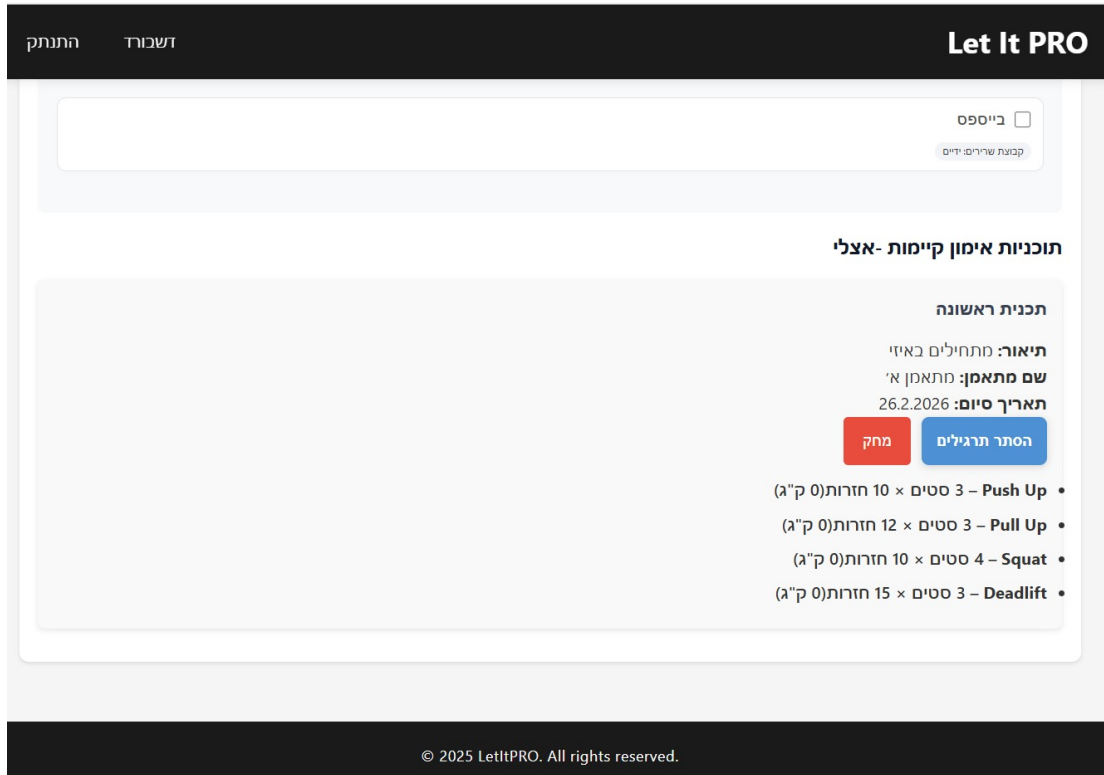 Let It PRO
דשבורד
התנתק
בייספס
קבוצת שרירים: ידיים
תוכניות אימון קיימות -אצלי
תכנית ראשונה
תיאור: מתחילים באיזי
שם מתאמן: מתאמן א׳
תאריך סיום: 26.2.2026
הסתר תרגילים
מחק
Push Up – 3 סטים × 10 חזרות(0 ק"ג)
Pull Up – 3 סטים × 12 חזרות(0 ק"ג)
Squat – 4 סטים × 10 חזרות(0 ק"ג)
Deadlift – 3 סטים × 15 חזרות(0 ק"ג)
© 2025 LetItPRO. All rights reserved.